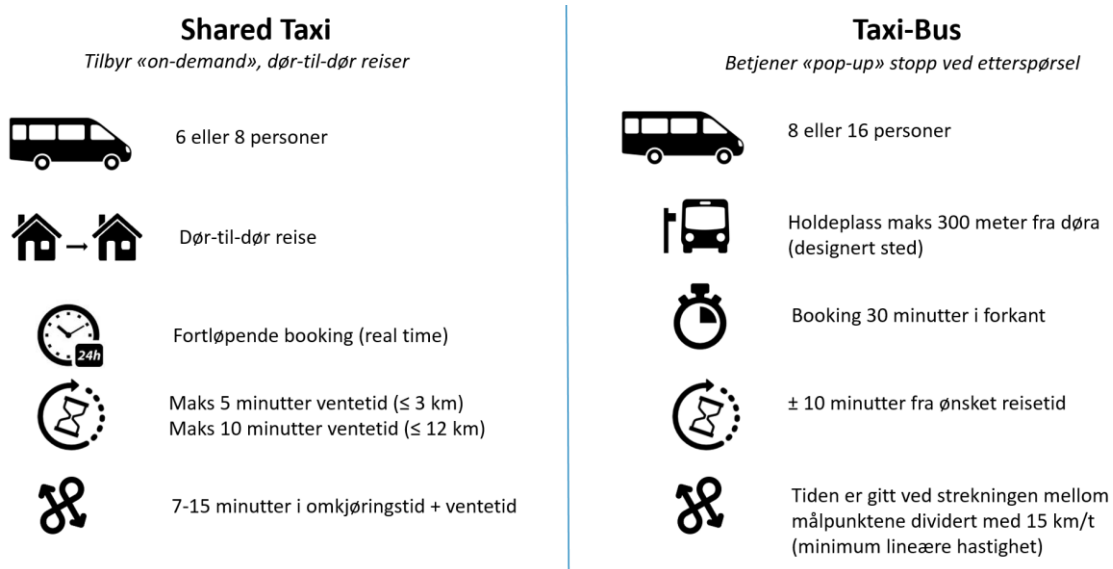 Shared Taxi
Tilbyr «on-demand», dør-til-dør reiser
6 eller 8 personer
Dør-til-dør reise
24h
Fortløpende booking (real time)
Maks 5 minutter ventetid (≤ 3 km)
Maks 10 minutter ventetid (≤ 12 km)
7-15 minutter i omkjøringstid + ventetid
Taxi-Bus
Betjener «pop-up» stopp ved etterspørsel
8 eller 16 personer
Holdeplass maks 300 meter fra døra
(designert sted)
Booking 30 minutter i forkant
± 10 minutter fra ønsket reisetid
Tiden er gitt ved strekningen mellom
målpunktene dividert med 15 km/t
(minimum lineære hastighet)